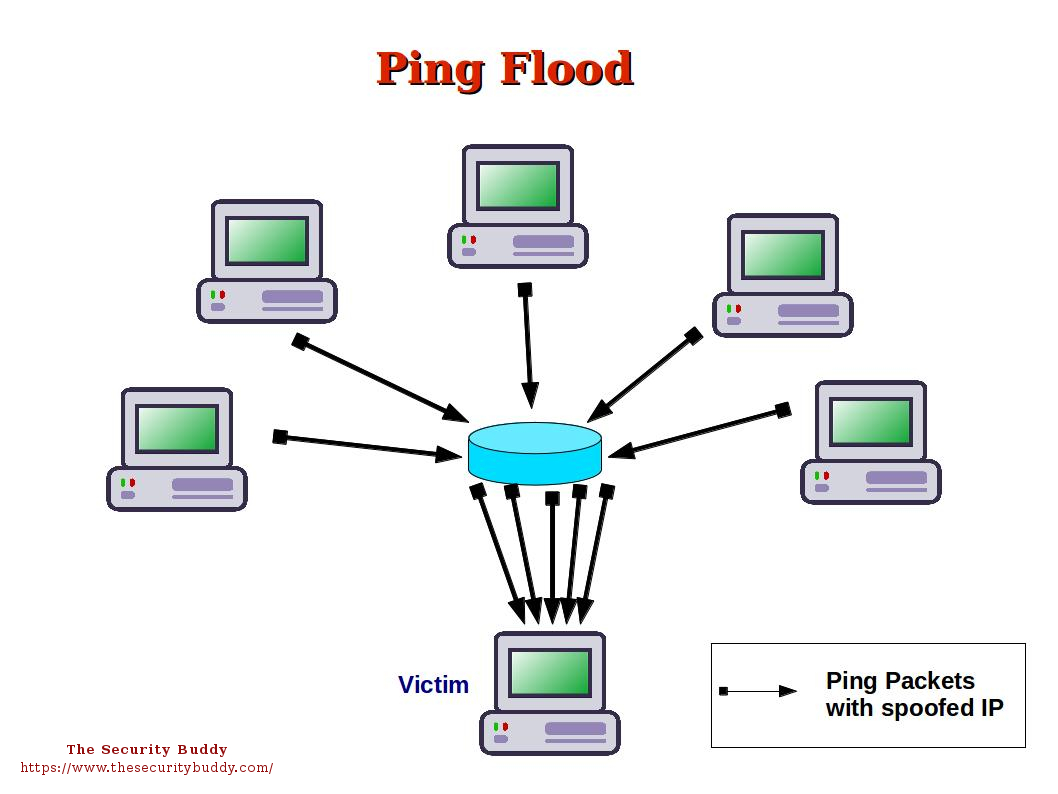 Ping Flood
Victim
Ping Packets
with spoofed IP
The Security Buddy
https://www.thesecuritybuddy.com/